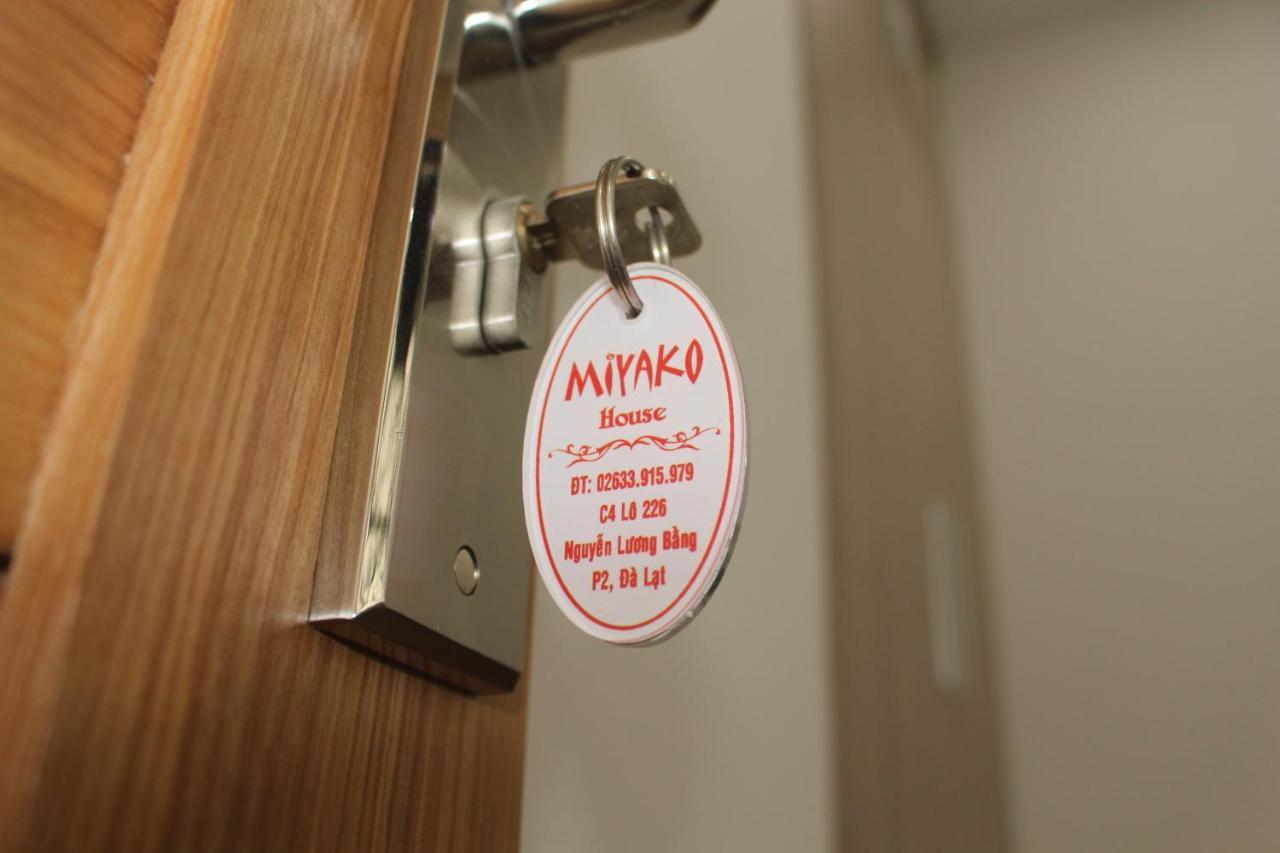 MiYAKO
House
ĐT: 02633.915.979
C4 Lô 226
Nguyễn Lương Bằng
P2, Đà Lạt